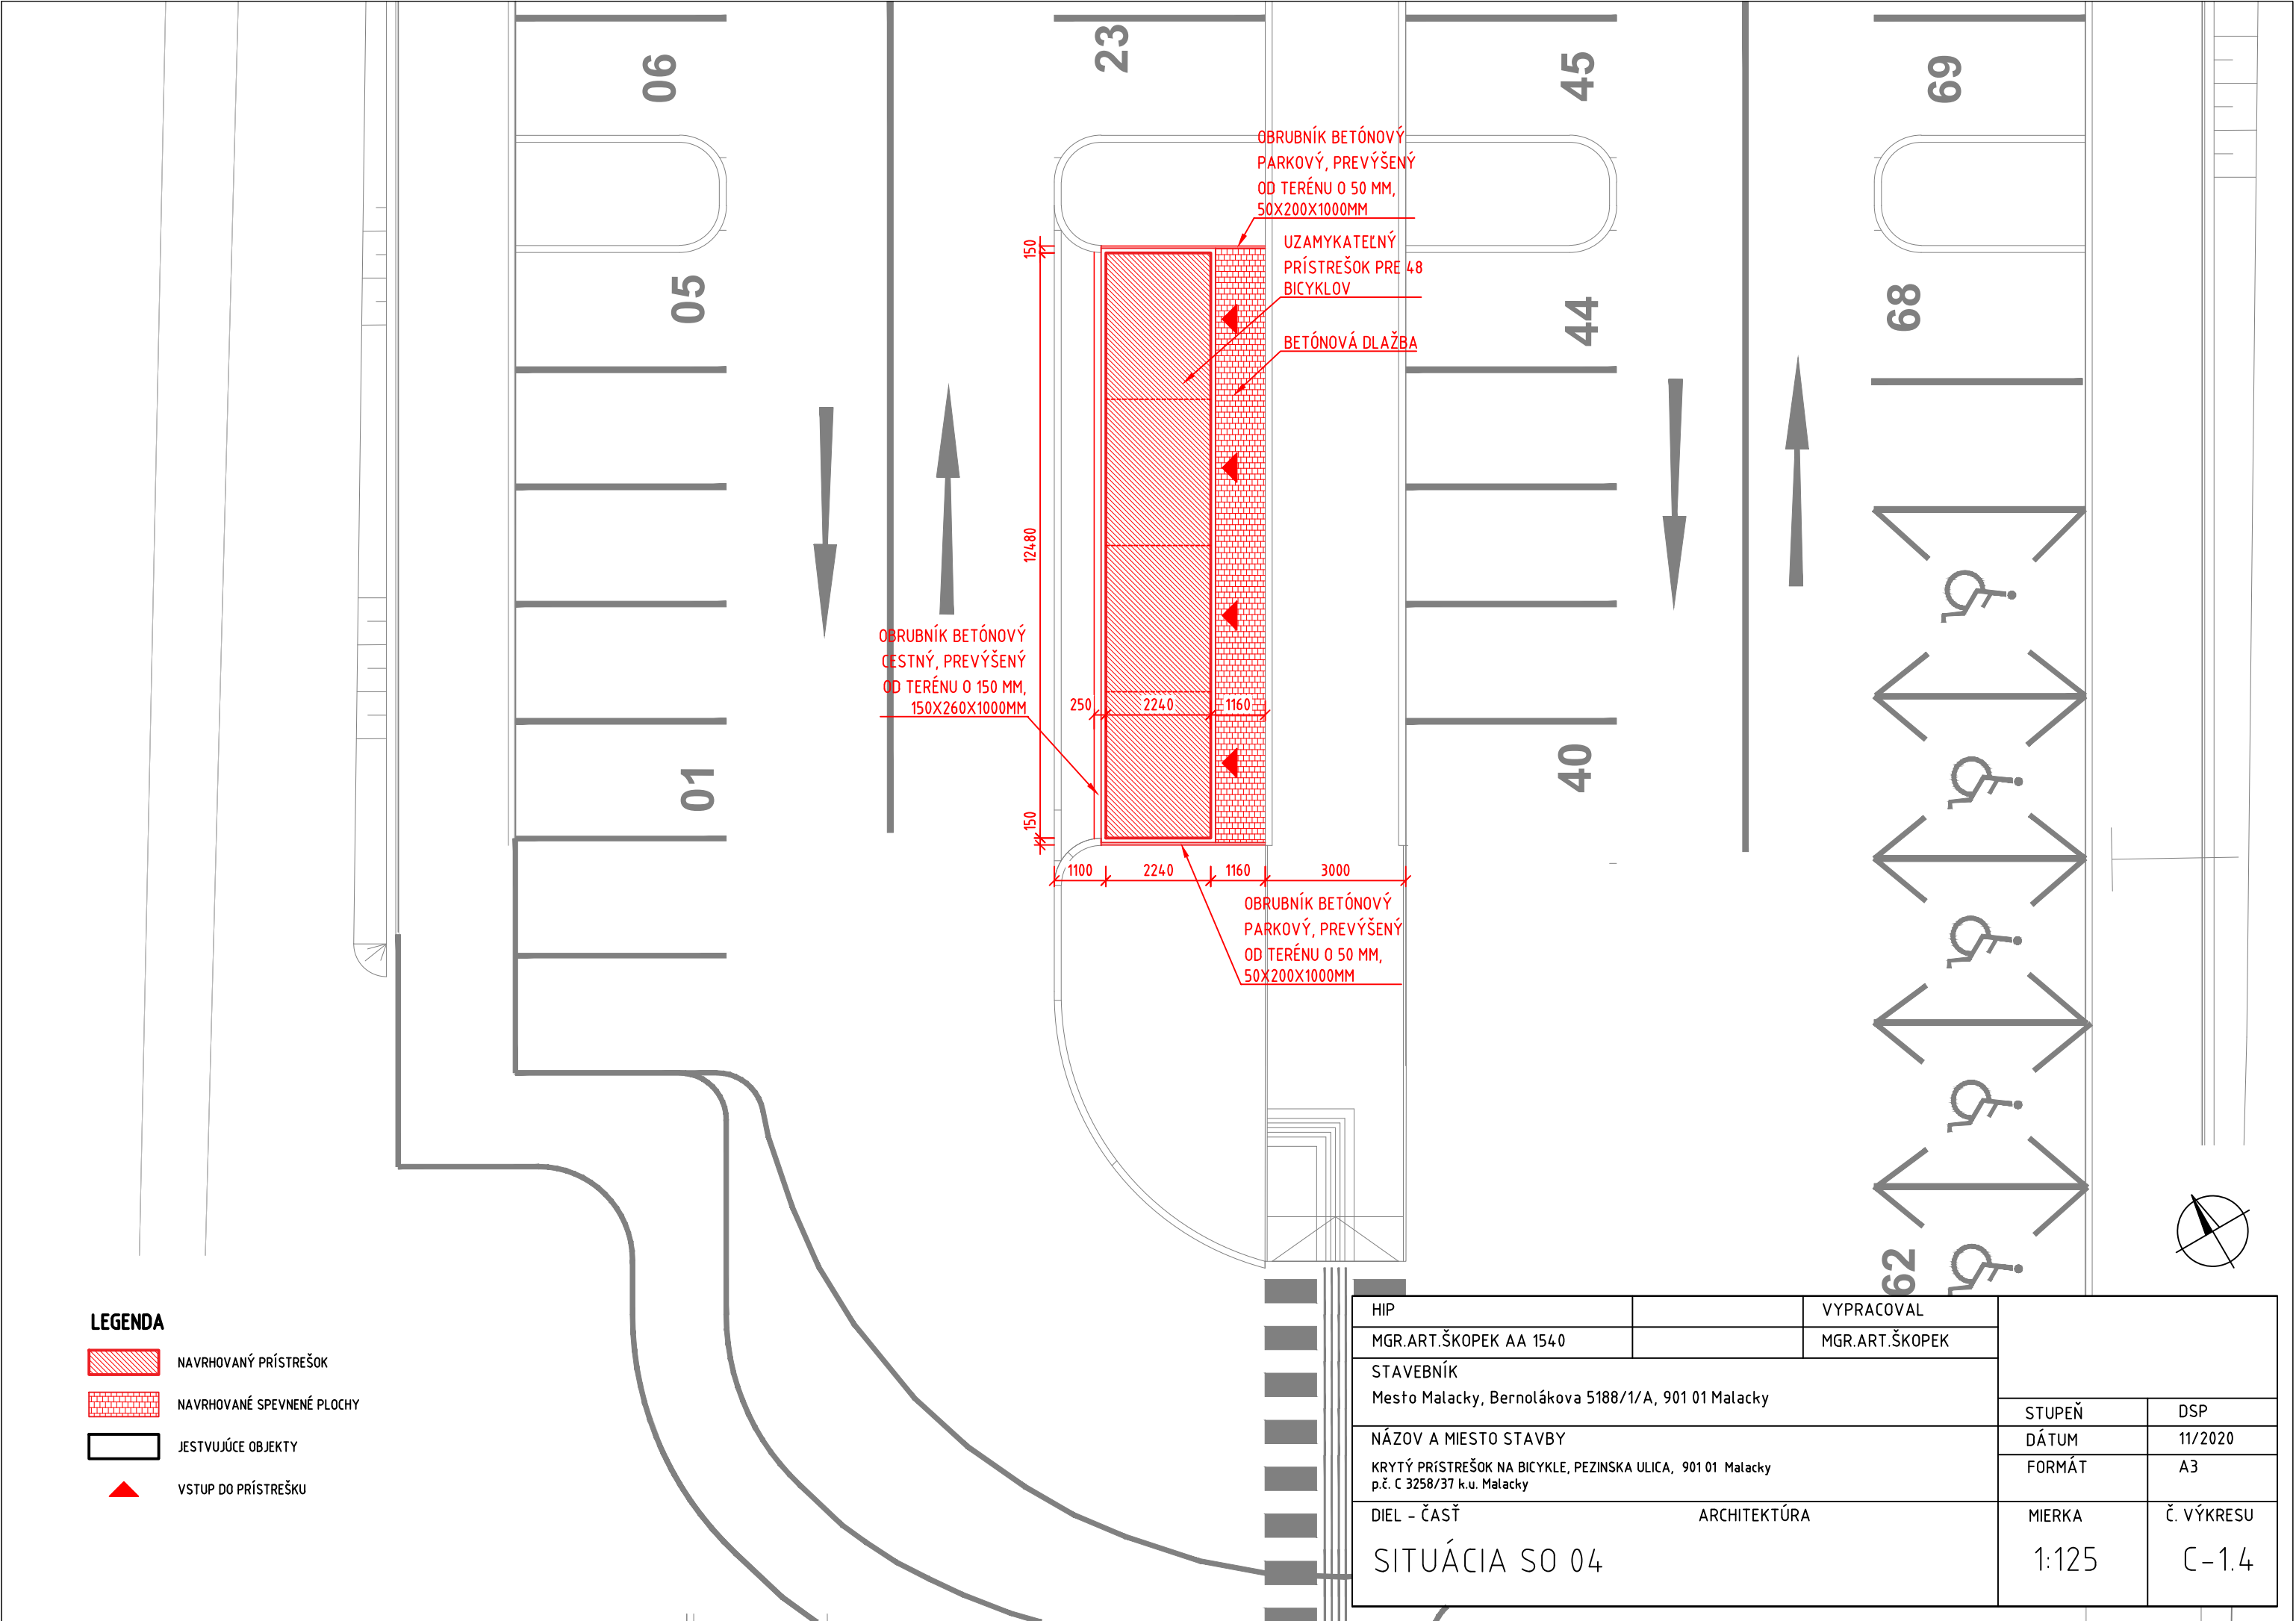 06
23
45
69
OBRUBNÍK BETÓNOVÝ
PARKOVÝ, PREVÝŠENÝ
OD TERÉNU O 50 MM,
50X200X1000MM
UZAMYKATEĽNÝ
PRÍSTREŠOK PRE 48
BICYKLOV
BETÓNOVÁ DLAŽBA
150
05
44
68
12480
OBRUBNÍK BETÓNOVÝ
CESTNÝ, PREVÝŠENÝ
OD TERÉNU O 150 MM,
150X260X1000MM
250
2240
1160
01
40
150
1100
2240
1160
3000
OBRUBNÍK BETÓNOVÝ
PARKOVÝ, PREVÝŠENÝ
OD TERÉNU O 50 MM,
50X200X1000MM
62
LEGENDA
NAVRHOVANÝ PRÍSTREŠOK
NAVRHOVANÉ SPEVNENÉ PLOCHY
JESTVUJÚCE OBJEKTY
VSTUP DO PRÍSTREŠKU
HIP
VYPRACOVAL
MGR.ART.ŠKOPEK AA 1540
MGR.ART.ŠKOPEK
STAVEBNÍK
Mesto Malacky, Bernolákova 5188/1/A, 901 01 Malacky
NÁZOV A MIESTO STAVBY
KRYTÝ PRÍSTREŠOK NA BICYKLE, PEZINSKA ULICA, 901 01 Malacky
p.č. C 3258/37 k.u. Malacky
STUPEŇ
DSP
DÁTUM
11/2020
FORMÁT
A3
DIEL - ČASŤ
ARCHITEKTÚRA
SITUÁCIA SO 04
MIERKA
1:125
Č. VÝKRESU
C-1.4